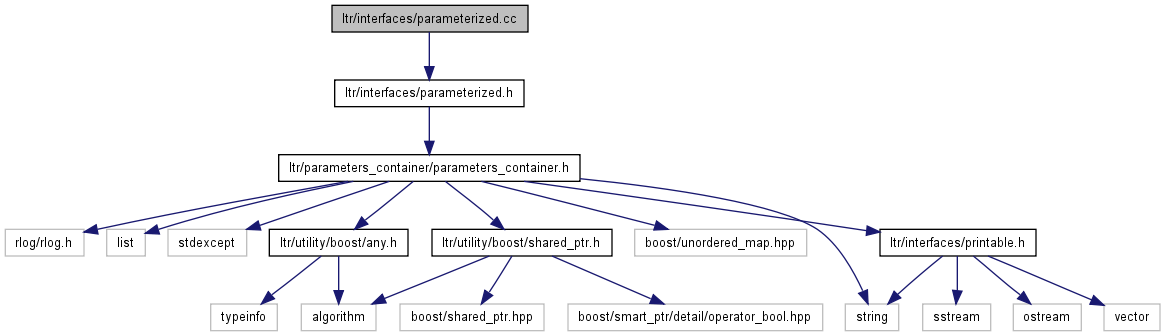 ltr/interfaces/parameterized.cc
ltr/interfaces/parameterized.h
ltr/parameters_container/parameters_container.h
rlog/rlog.h
list
stdexcept
ltr/utility/boost/any.h
ltr/utility/boost/shared_ptr.h
boost/unordered_map.hpp
ltr/interfaces/printable.h
typeinfo
algorithm
boost/shared_ptr.hpp
boost/smart_ptr/detail/operator_bool.hpp
string
sstream
ostream
vector